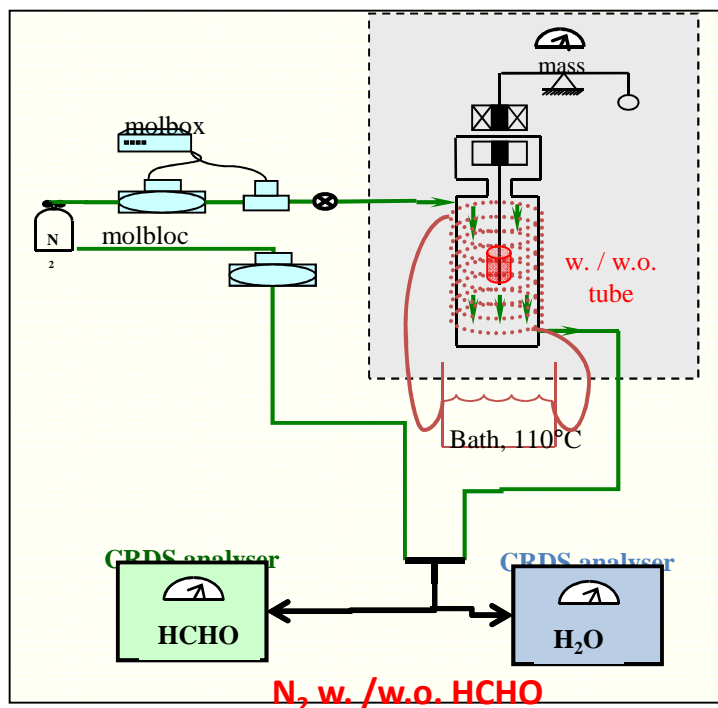 mass
molbox
N
2
molbloc
w. / w.o.
tube
Bath, 110°C
CRDS analyser
CRDS analyser
HCHO
H₂O
N₂ w. /w.o. HCHO